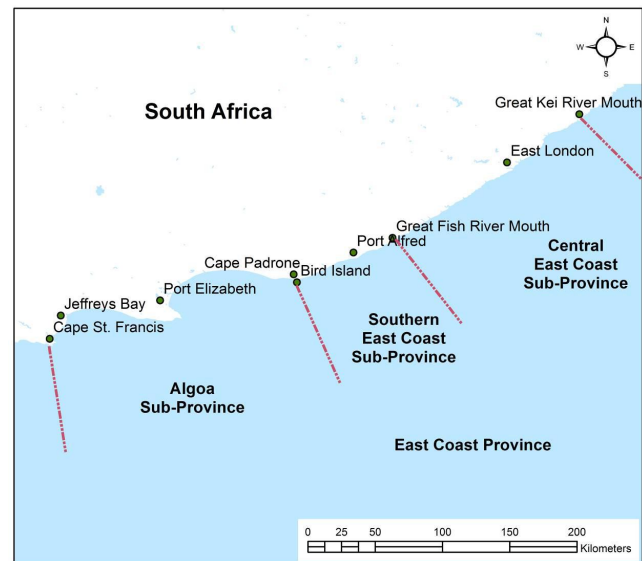 N
W E
S
South Africa
Great Kei River Mouth
East London
Great Fish River Mouth
Port Alfred
Central
East Coast
Sub-Province
Cape Padrone
Bird Island
Port Elizabeth
Jeffreys Bay
Cape St. Francis
Southern
East Coast
Sub-Province
Algoa
Sub-Province
East Coast Province
0 25 50 100 150 200
Kilometers